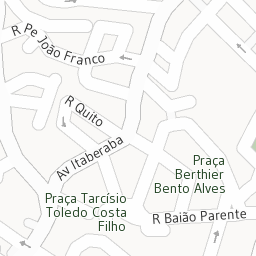 R Pe João Franco
R Quito
Av Itaberaba
Praça
Berthier
Bento Alves
Praça Tarcísio
Toledo Costa
Filho
R Baião Parente